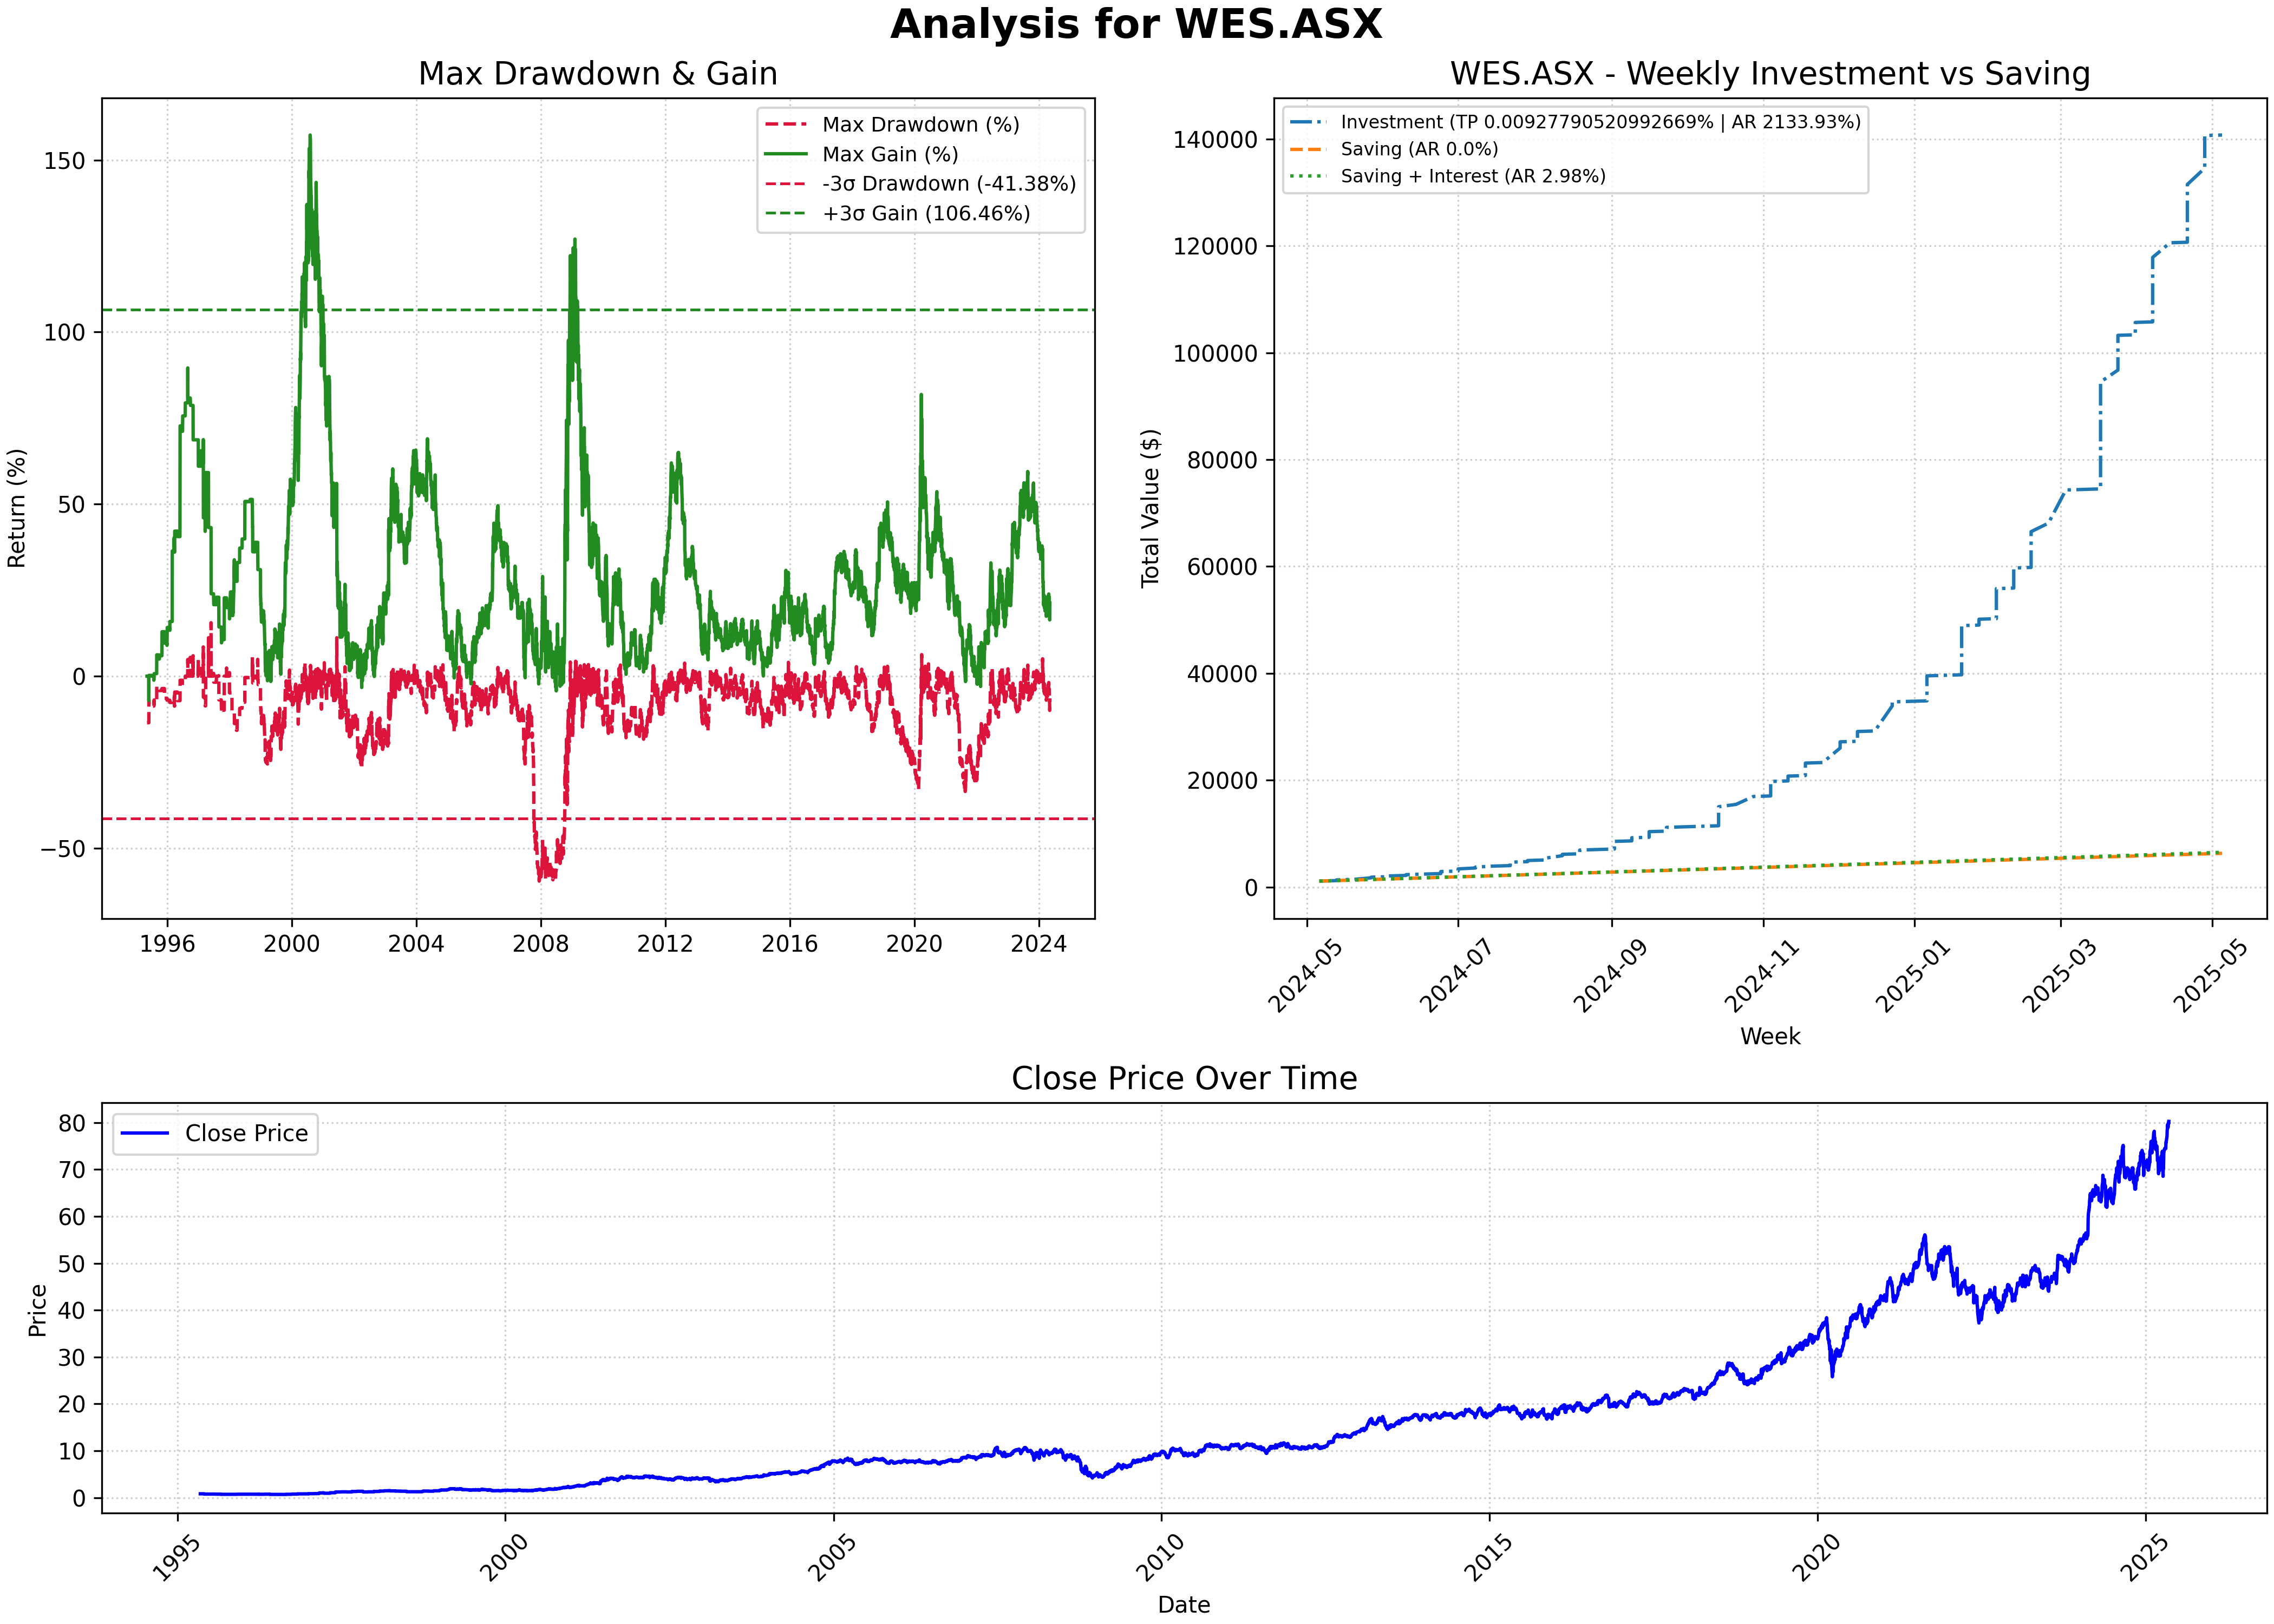 Analysis for WES.ASX
Max Drawdown & Gain
Max Drawdown (%)
Max Gain (%)
-3σ Drawdown (-41.38%)
+3σ Gain (106.46%)
Return (%)
150
100
50
0
−50
1996
2000
2004
2008
2012
2016
2020
2024
WES.ASX - Weekly Investment vs Saving
Investment (TP 0.00927790520992669% | AR 2133.93%)
Saving (AR 0.0%)
Saving + Interest (AR 2.98%)
Total Value ($)
140000
120000
100000
80000
60000
40000
20000
0
2024-05
2024-07
2024-09
2024-11
2025-01
2025-03
2025-05
Week
Close Price Over Time
Close Price
Price
80
70
60
50
40
30
20
10
0
1995
2000
2005
2010
2015
2020
2025
Date